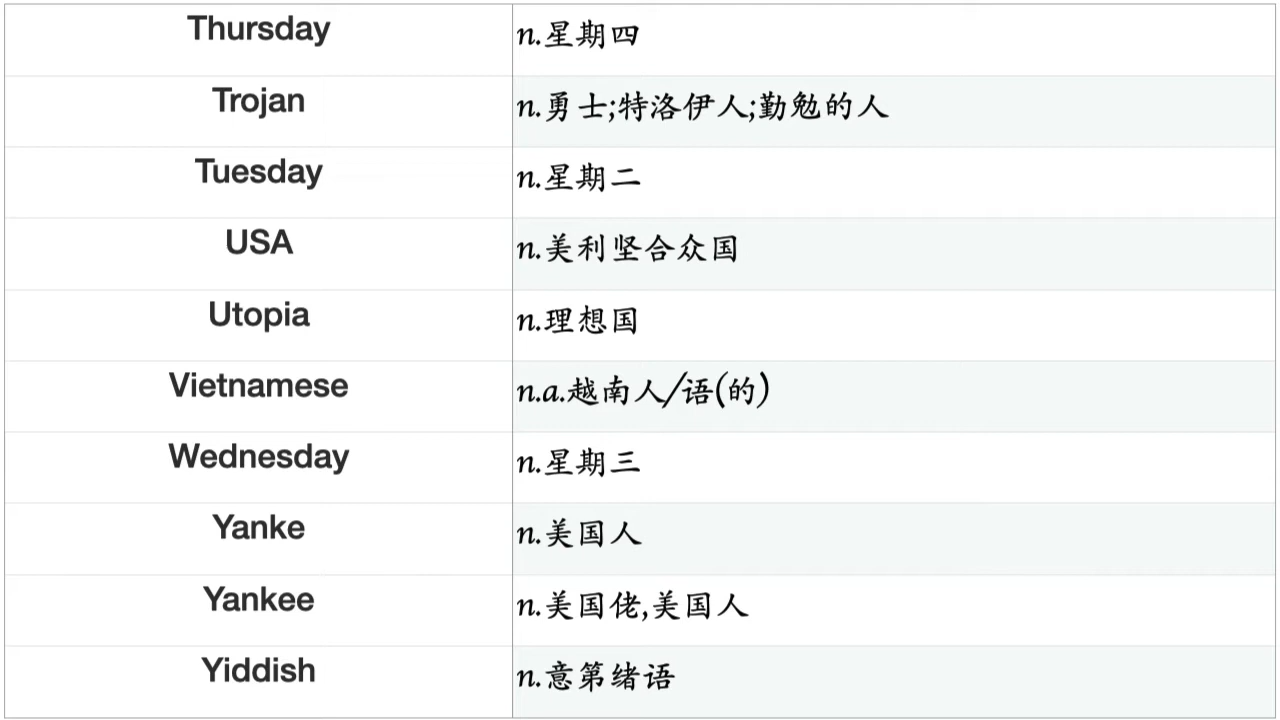 Thursday n.星期四
Trojan n.勇士;特洛伊人;勤勉的人
Tuesday n.星期二
USA n.美利坚合众国
Utopia n.理想国
Vietnamese n.a.越南人/语(的)
Wednesday n.星期三
Yanke n.美国人
Yankee n.美国佬,美国人
Yiddish n.意第绪语